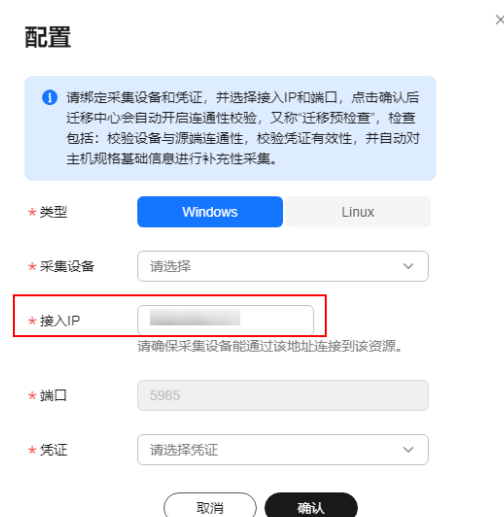 配置
请绑定采集设备和凭证，并选择接入IP和端口，点击确认后
迁移中心会自动开启连通性校验，又称“迁移预检查”，检查
包括：校验设备与源端连通性，校验凭证有效性，并自动对
主机规格基础信息进行补充性采集。
* 类型 Windows Linux
* 采集设备 请选择
* 接入IP
请确保采集设备能通过该地址连接到该资源。
* 端口 5985
* 凭证 请选择凭证
取消 确认